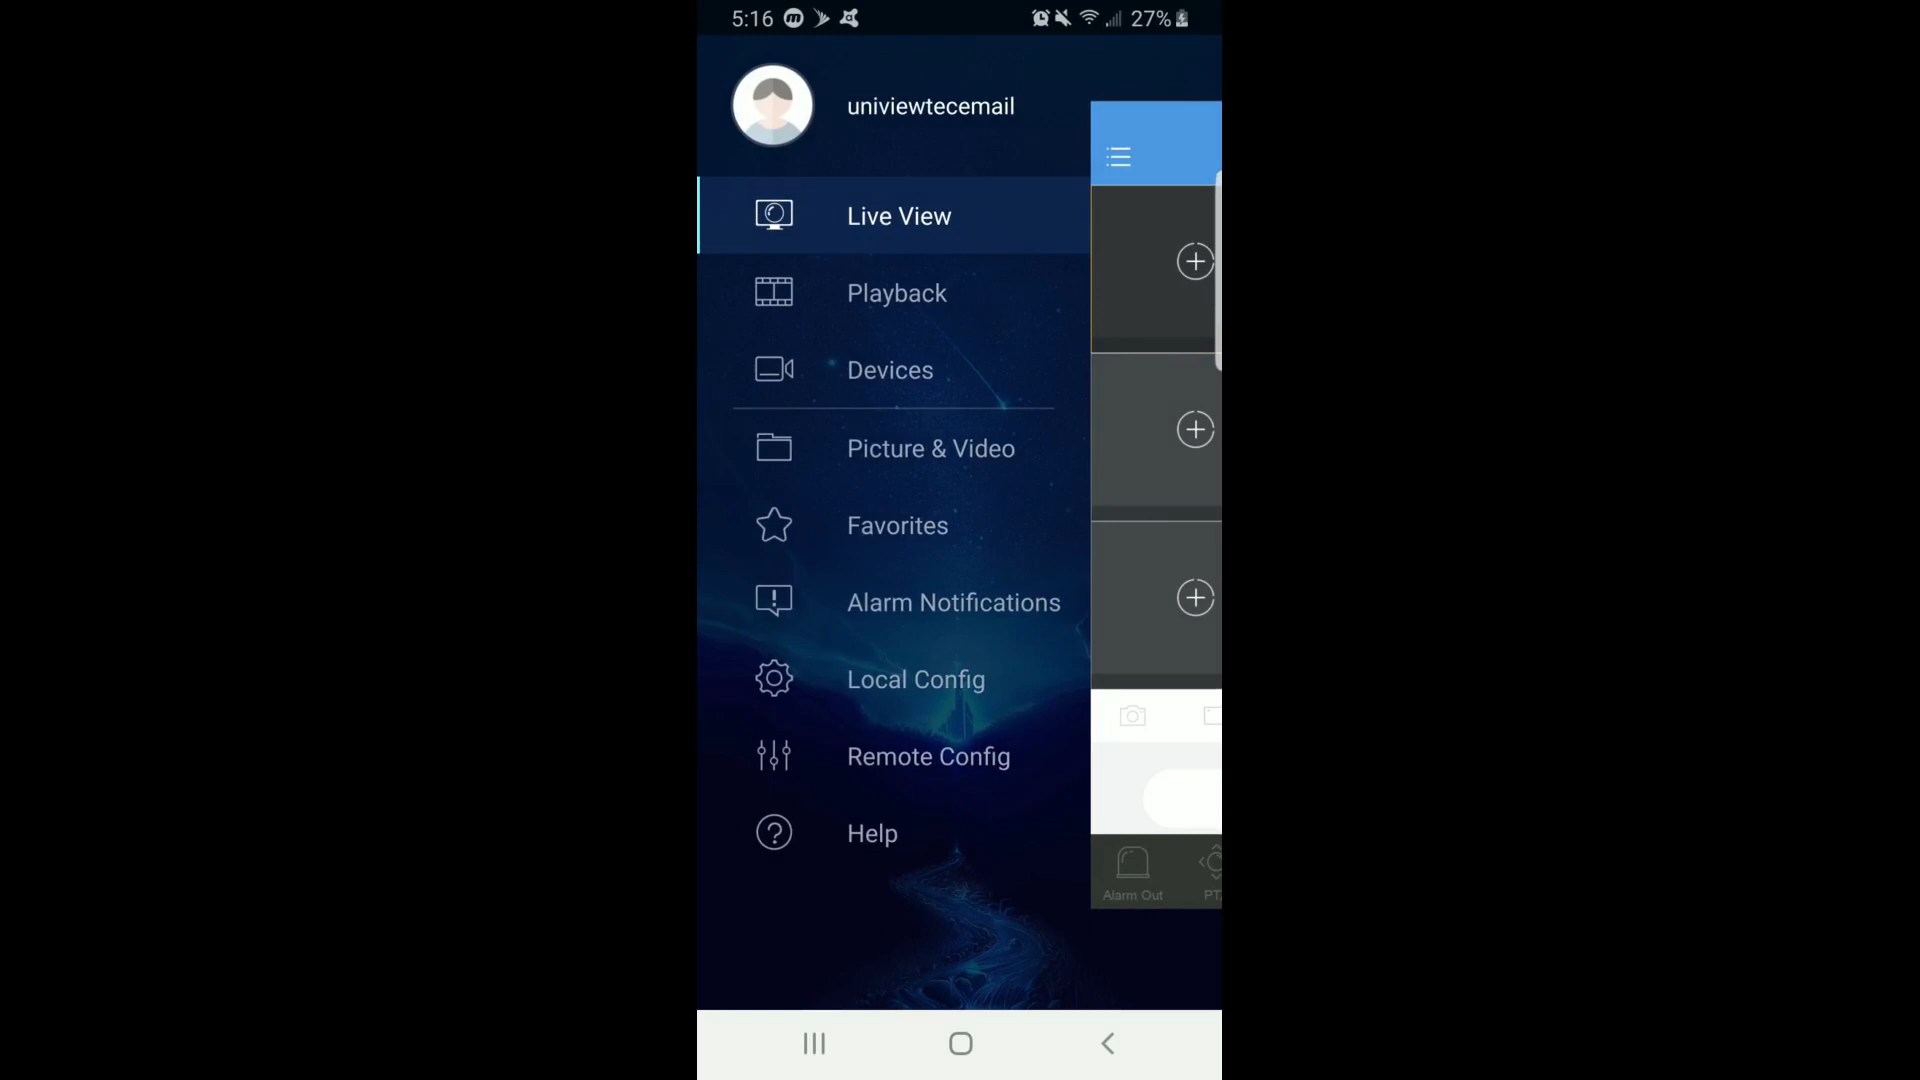 5:16
27%
univiewtecemail
Live View
Playback
Devices
Picture & Video
Favorites
Alarm Notifications
Local Config
Remote Config
Help
Alarm Out